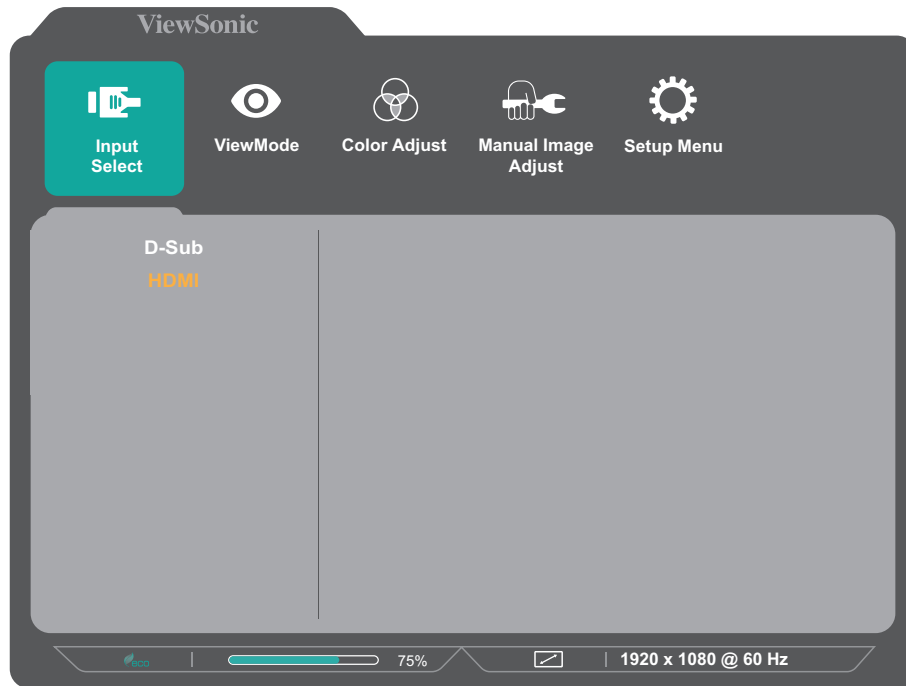 ViewSonic
Input
Select
ViewMode
Color Adjust
Manual Image
Adjust
Setup Menu
D-Sub
HDMI
eco
75%
1920 x 1080 @ 60 Hz